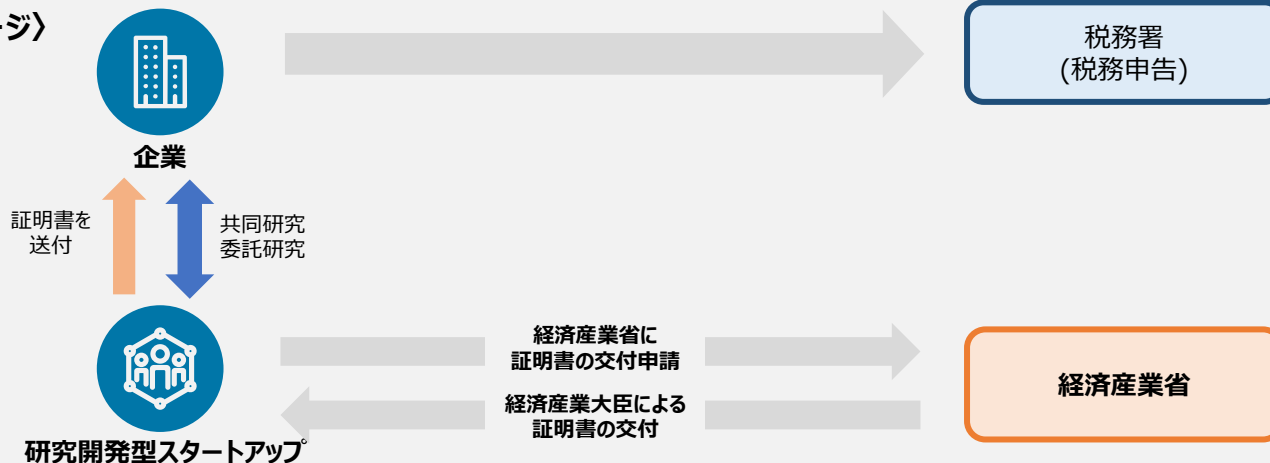 ージ〉
税務署
(税務申告)
企業
証明書を
送付
共同研究
委託研究
経済産業省に
証明書の交付申請
経済産業省
経済産業大臣による
証明書の交付
研究開発型スタートアップ